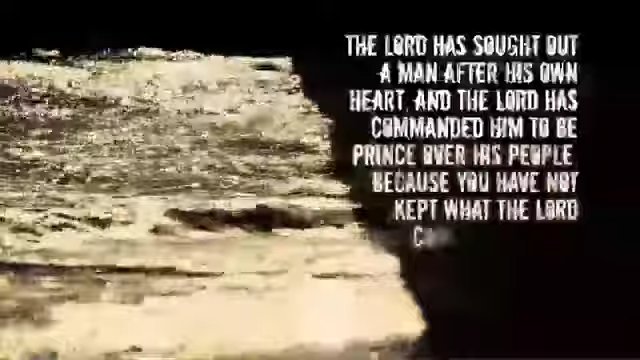 THE LORD HAS SOUGHT OUT
A MAN AFTER HIS OWN
HEART, AND THE LORD HAS
COMMANDED HIM TO BE
PRINCE OVER HIS PEOPLE,
BECAUSE YOU HAVE NOT
KEPT WHAT THE LORD